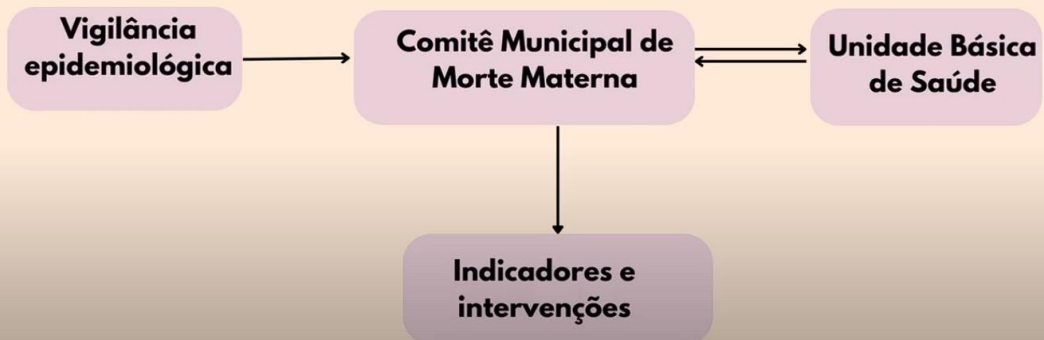 Vigilância
epidemiológica
Comitê Municipal de
Morte Materna
Unidade Básica
de Saúde
Indicadores e
intervenções